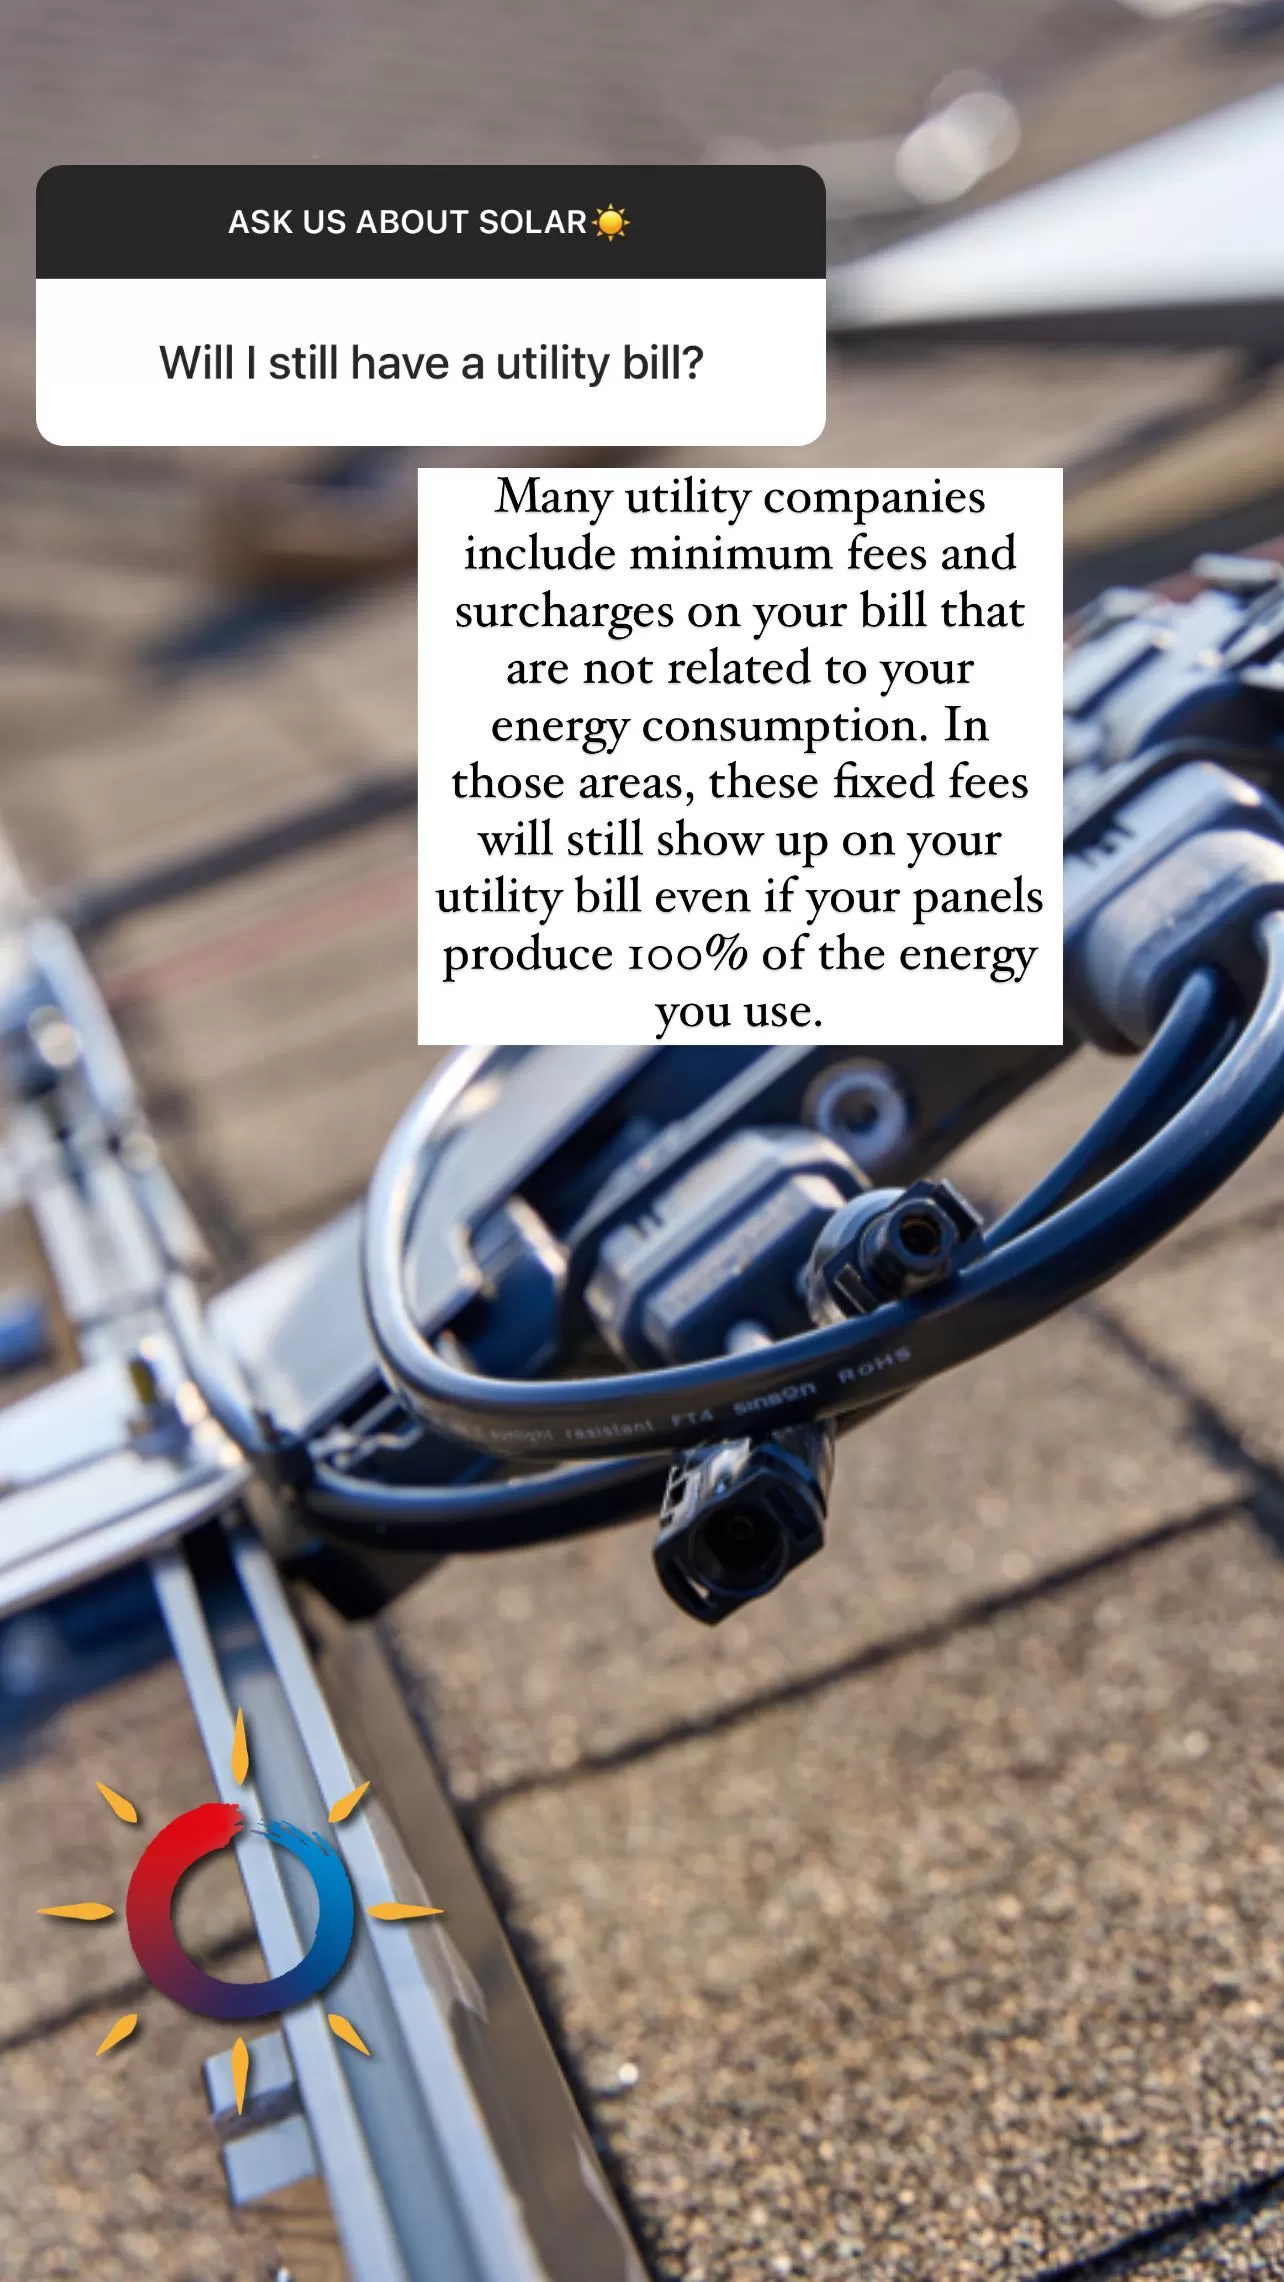 ASK US ABOUT SOLAR☀️
Will I still have a utility bill?
Many utility companies
include minimum fees and
surcharges on your bill that
are not related to your
energy consumption. In
those areas, these fixed fees
will still show up on your
utility bill even if your panels
produce 100% of the energy
you use.
sunlight resistant FT4 SINBON RoHS